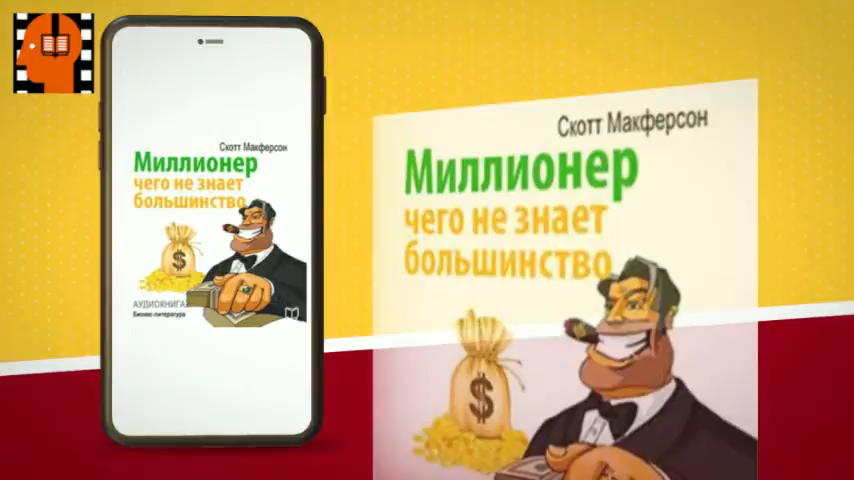 Скотт Макферсон
Миллионер
чего не знает
большинство
$
АУДИОКНИГА
Бизнес-литература
Скотт Макферсон
Миллионер
чего не знает
большинство
$